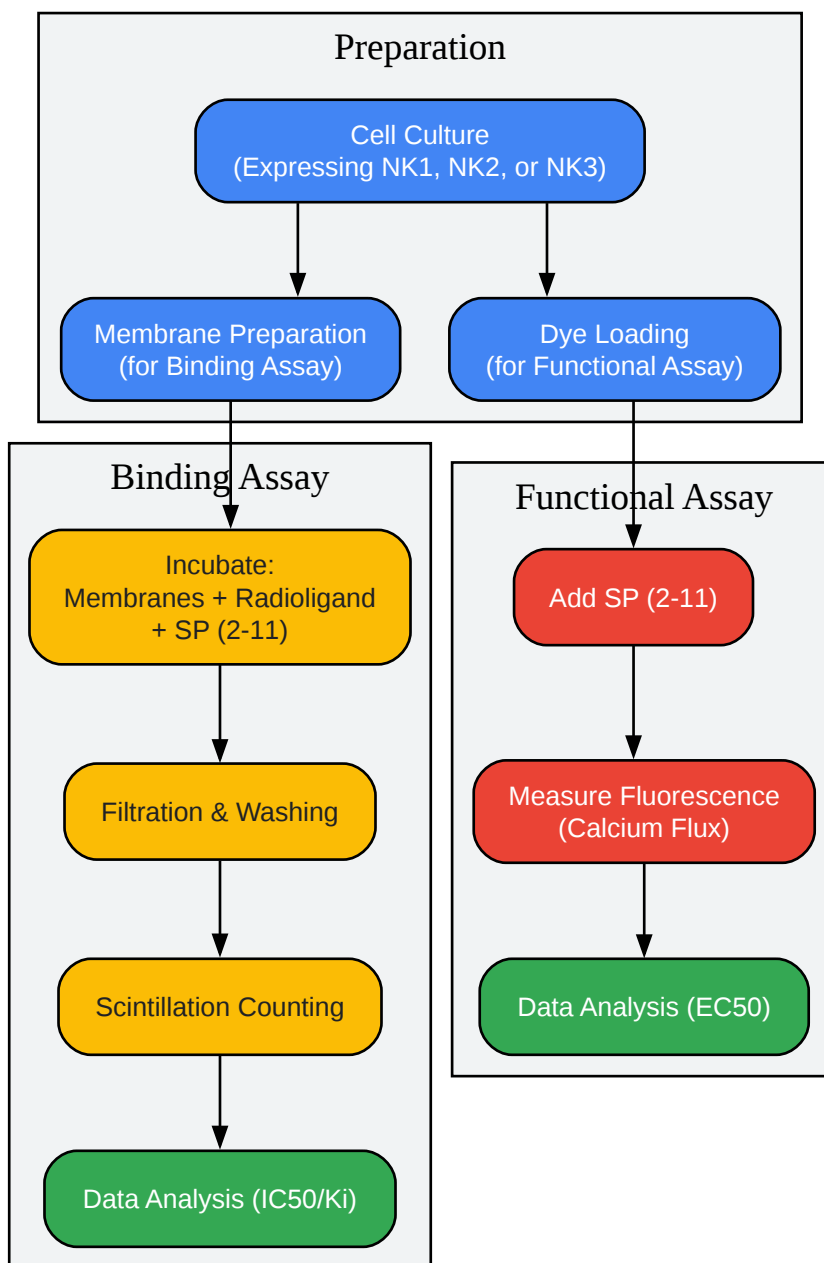 Preparation
Cell Culture
(Expressing NK1, NK2, or NK3)
Membrane Preparation
(for Binding Assay)
Dye Loading
(for Functional Assay)
Binding Assay
Incubate:
Membranes + Radioligand
+ SP (2-11)
Filtration & Washing
Scintillation Counting
Data Analysis (IC50/Ki)
Functional Assay
Add SP (2-11)
Measure Fluorescence
(Calcium Flux)
Data Analysis (EC50)